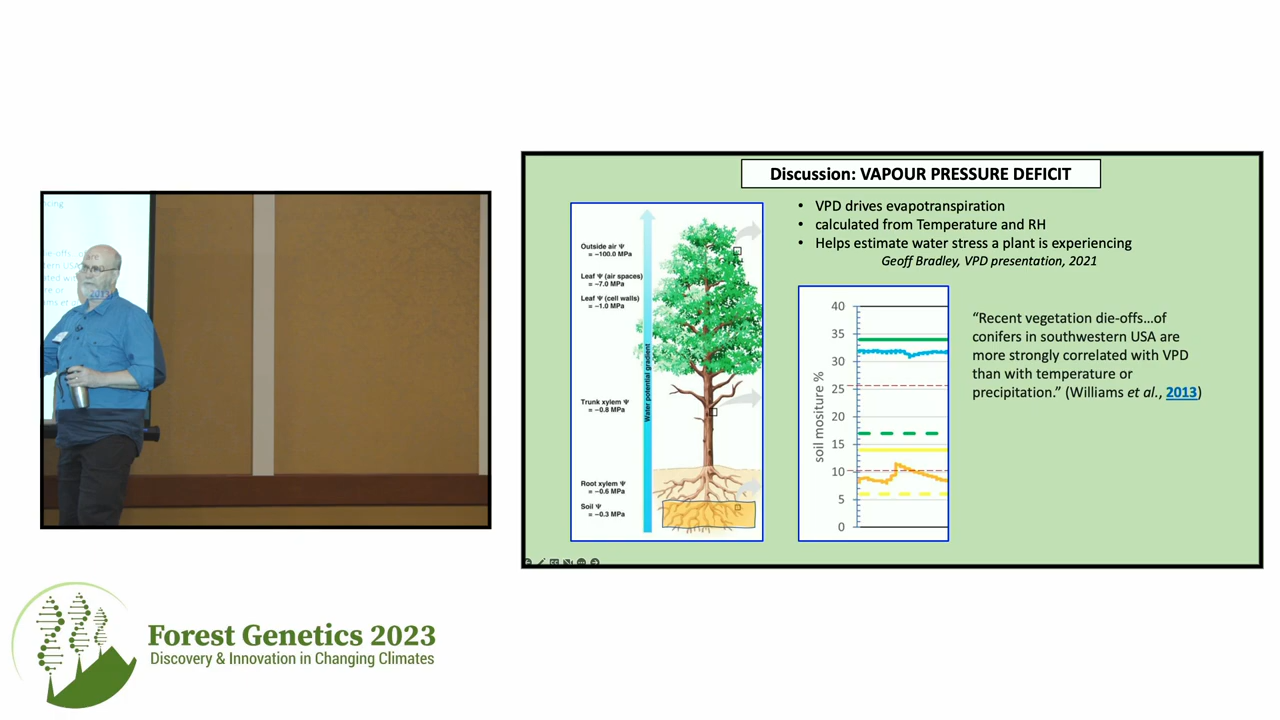 Discussion: VAPOUR PRESSURE DEFICIT
• VPD drives evapotranspiration
• calculated from Temperature and RH
• Helps estimate water stress a plant is experiencing
Geoff Bradley, VPD presentation, 2021
Outside air Ψ
= –100.0 MPa
Leaf Ψ (air spaces)
= –7.0 MPa
Leaf Ψ (cell walls)
= –1.0 MPa
Water potential gradient
Trunk xylem Ψ
= –0.8 MPa
Root xylem Ψ
= –0.6 MPa
Soil Ψ
= –0.3 MPa
soil mositure %
40
35
30
25
20
15
10
5
0
“Recent vegetation die-offs…of
conifers in southwestern USA are
more strongly correlated with VPD
than with temperature or
precipitation.” (Williams et al., 2013)
Forest Genetics 2023
Discovery & Innovation in Changing Climates